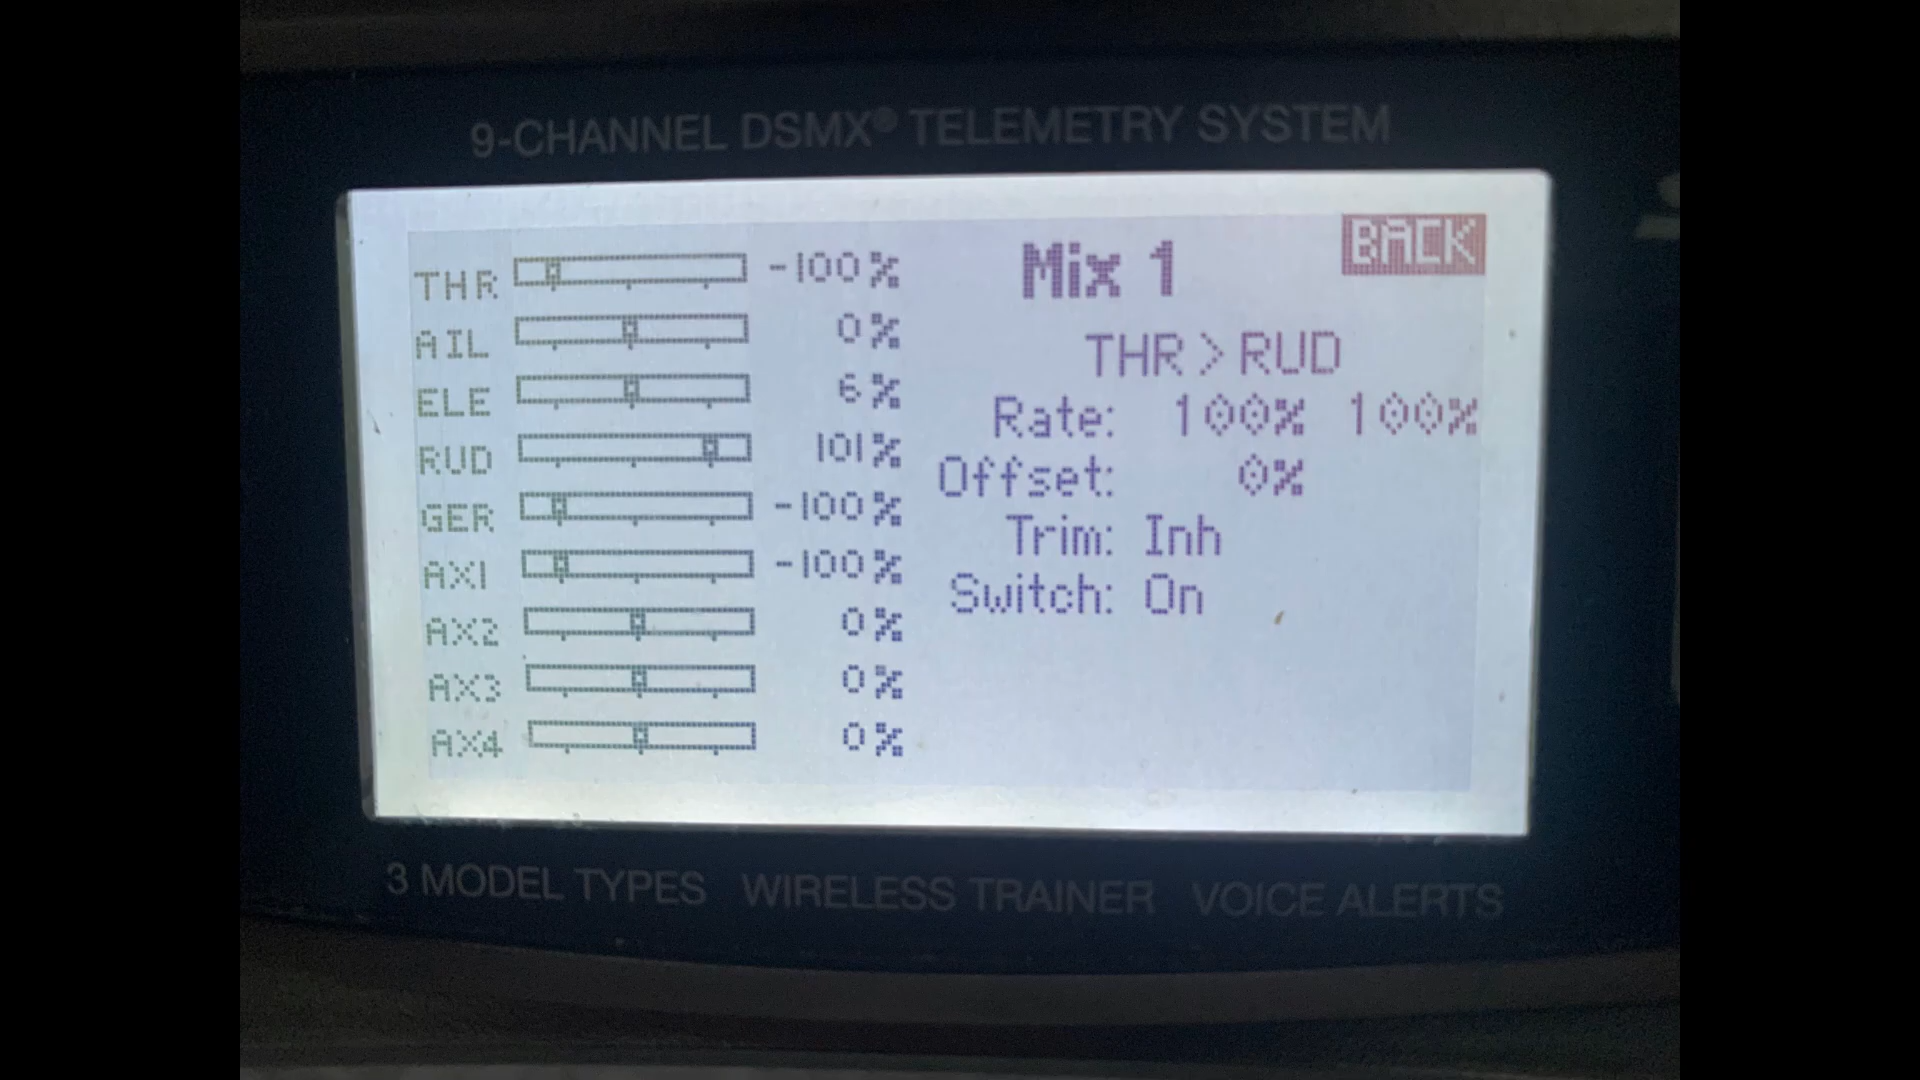 9-CHANNEL DSMX® TELEMETRY SYSTEM
BACK
Mix 1
THR -100%
AIL 0%
ELE 6%
RUD 101%
GER -100%
AX1 -100%
AX2 0%
AX3 0%
AX4 0%
THR > RUD
Rate: 100% 100%
Offset: 0%
Trim: Inh
Switch: On
3 MODEL TYPES WIRELESS TRAINER VOICE ALERTS